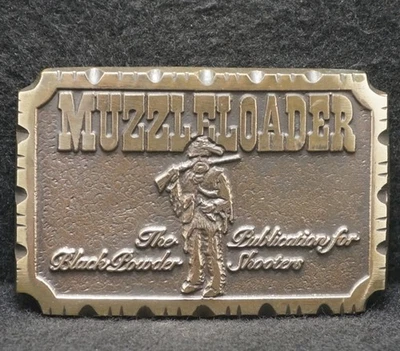 MUZZLELOADER
The Publication for
Black Powder Shooters